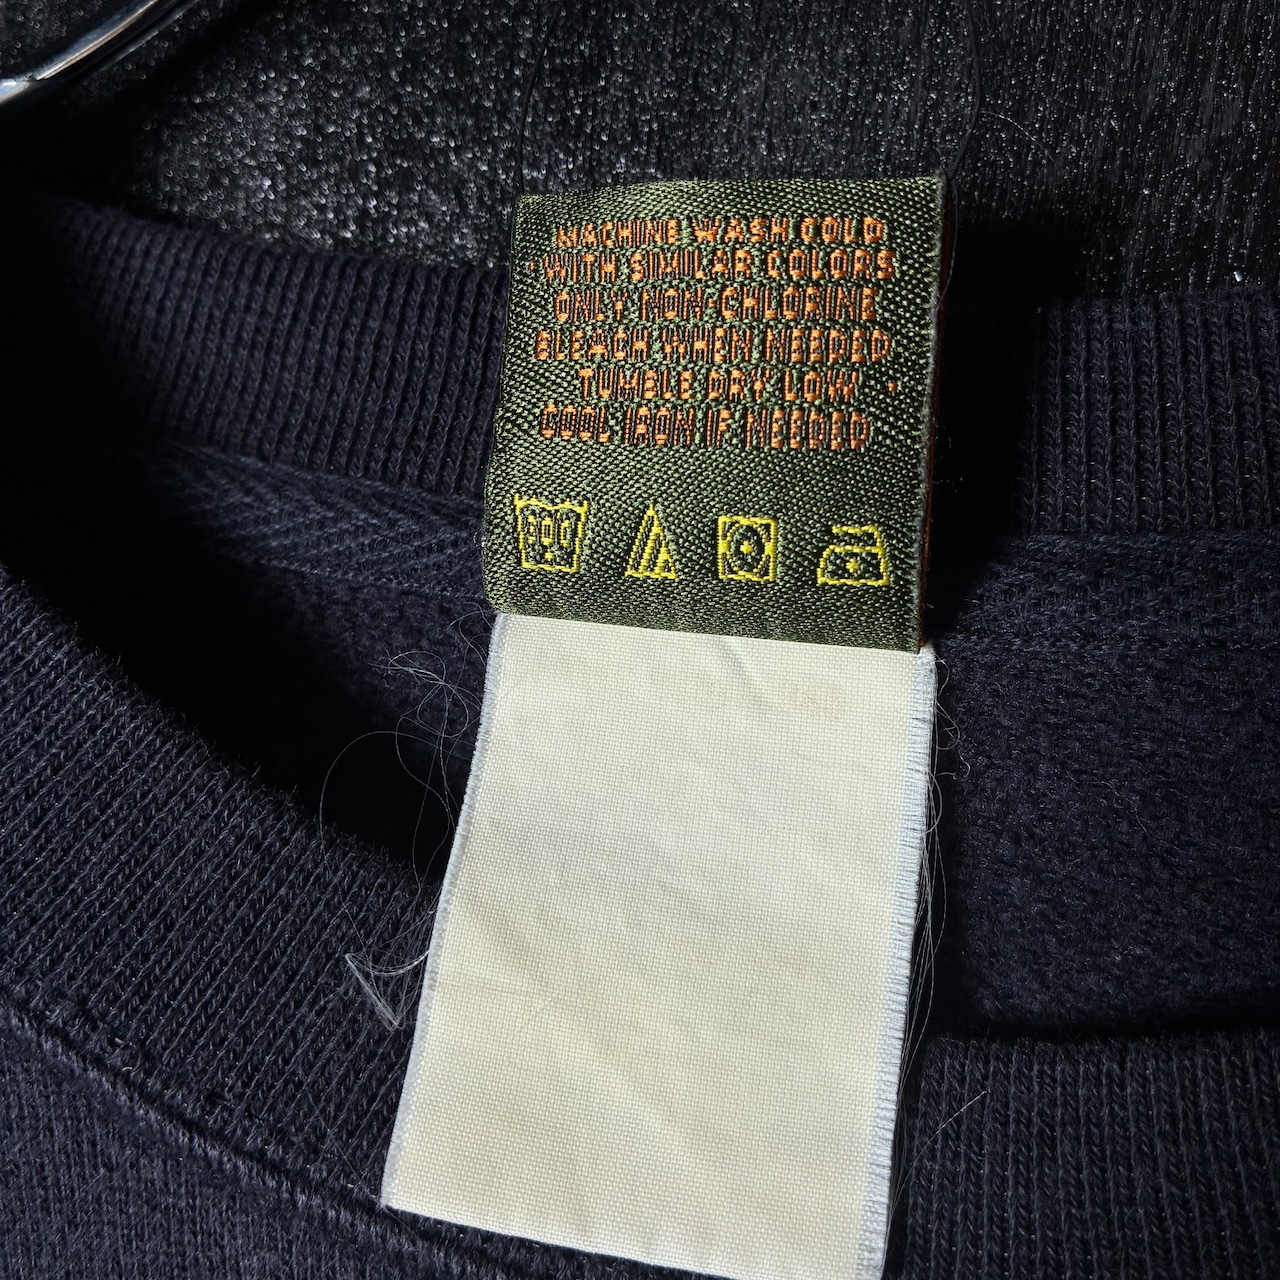 MACHINE WASH COLD
WITH SIMILAR COLORS
ONLY NON-CHLORINE
BLEACH WHEN NEEDED
TUMBLE DRY LOW
COOL IRON IF NEEDED